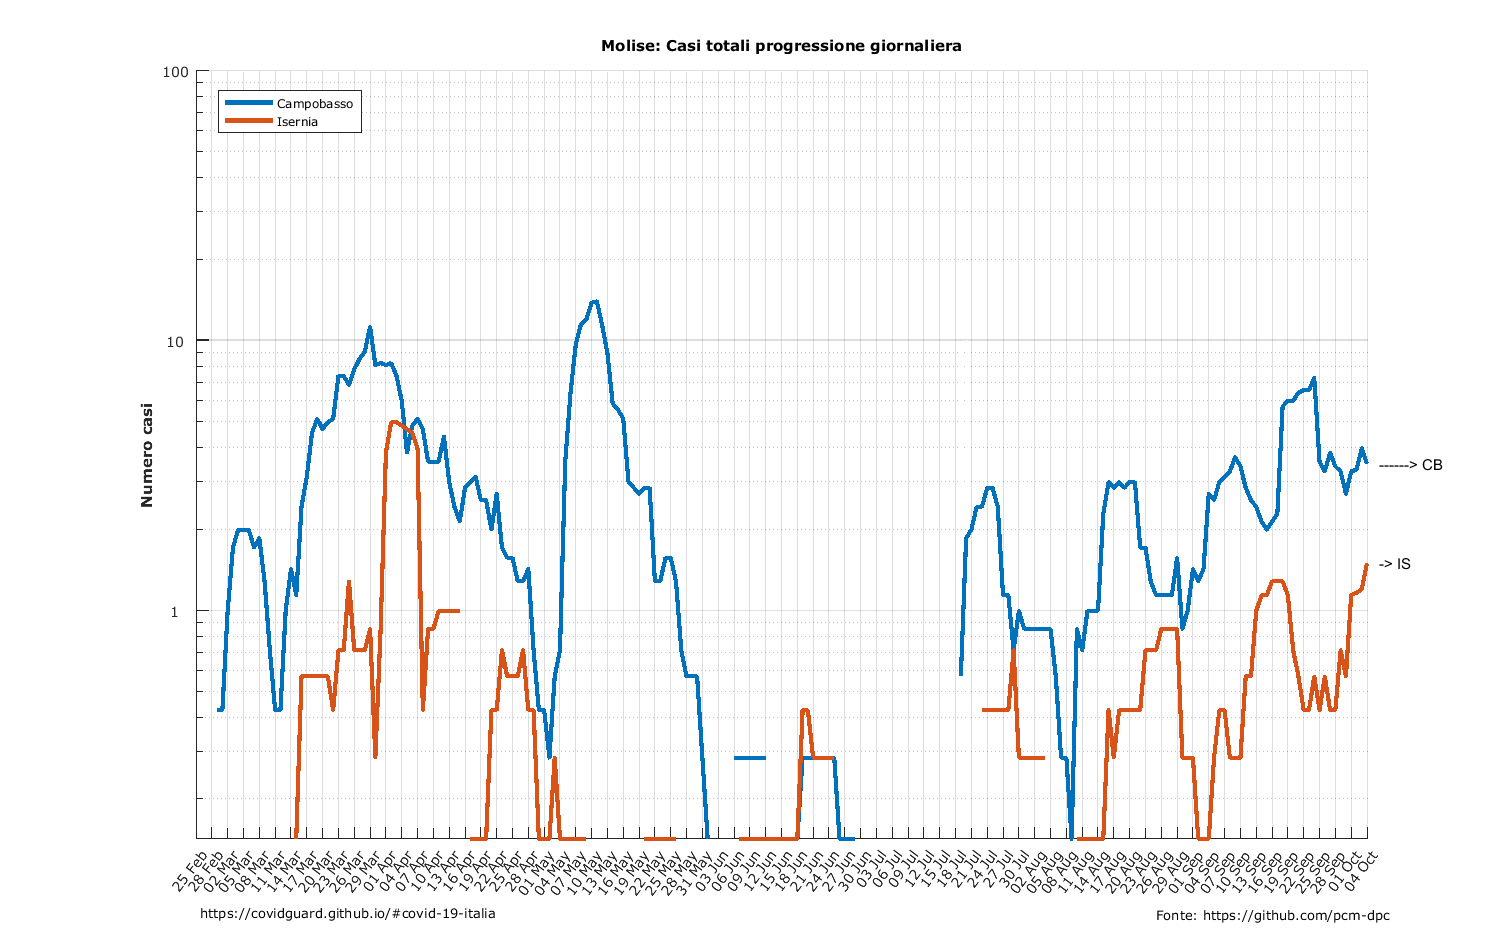 Molise: Casi totali progressione giornaliera
100
Campobasso
Isernia
10
Numero casi
------> CB
-> IS
1
25 Feb
28 Feb
02 Mar
05 Mar
08 Mar
11 Mar
14 Mar
17 Mar
20 Mar
23 Mar
26 Mar
29 Mar
01 Apr
04 Apr
07 Apr
10 Apr
13 Apr
16 Apr
19 Apr
22 Apr
25 Apr
28 Apr
01 May
04 May
07 May
10 May
13 May
16 May
19 May
22 May
25 May
28 May
31 May
03 Jun
06 Jun
09 Jun
12 Jun
15 Jun
18 Jun
21 Jun
24 Jun
27 Jun
30 Jun
03 Jul
06 Jul
09 Jul
12 Jul
15 Jul
18 Jul
21 Jul
24 Jul
27 Jul
30 Jul
02 Aug
05 Aug
08 Aug
11 Aug
14 Aug
17 Aug
20 Aug
23 Aug
26 Aug
29 Aug
01 Sep
04 Sep
07 Sep
10 Sep
13 Sep
16 Sep
19 Sep
22 Sep
25 Sep
28 Sep
01 Oct
04 Oct
https://covidguard.github.io/#covid-19-italia
Fonte: https://github.com/pcm-dpc